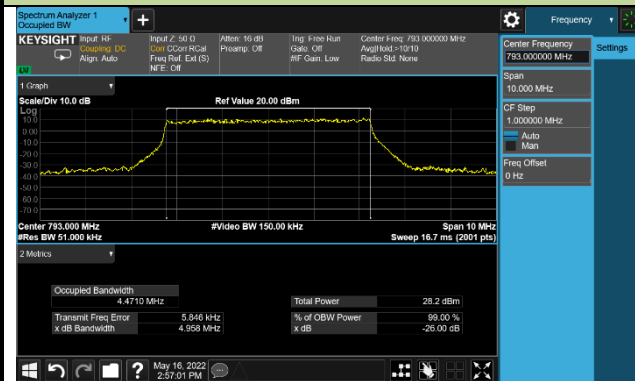 Spectrum Analyzer 1
Occupied BW
+
Frequency
KEYSIGHT Input: RF
Coupling: DC
Align: Auto
Input Z: 50 Ω
Corr CCorr RCal
Freq Ref: Ext (S)
NFE: Off
Atten: 16 dB
Preamp: Off
Trig: Free Run
Gate: Off
#IF Gain: Low
Center Freq: 793.000000 MHz
Avg|Hold:>10/10
Radio Std: None
Center Frequency
793.000000 MHz
Settings
Span
10.000 MHz
CF Step
1.000000 MHz
Auto
Man
Freq Offset
0 Hz
1 Graph
Scale/Div 10.0 dB
Ref Value 20.00 dBm
Log
10.0
0.00
-10.0
-20.0
-30.0
-40.0
-50.0
-60.0
-70.0
Center 793.000 MHz
#Video BW 150.00 kHz
Span 10 MHz
#Res BW 51.000 kHz
Sweep 16.7 ms (2001 pts)
2 Metrics
Occupied Bandwidth
4.4710 MHz
Total Power 28.2 dBm
Transmit Freq Error 5.846 kHz
% of OBW Power 99.00 %
x dB Bandwidth 4.958 MHz
x dB -26.00 dB
?
May 16, 2022
2:57:01 PM